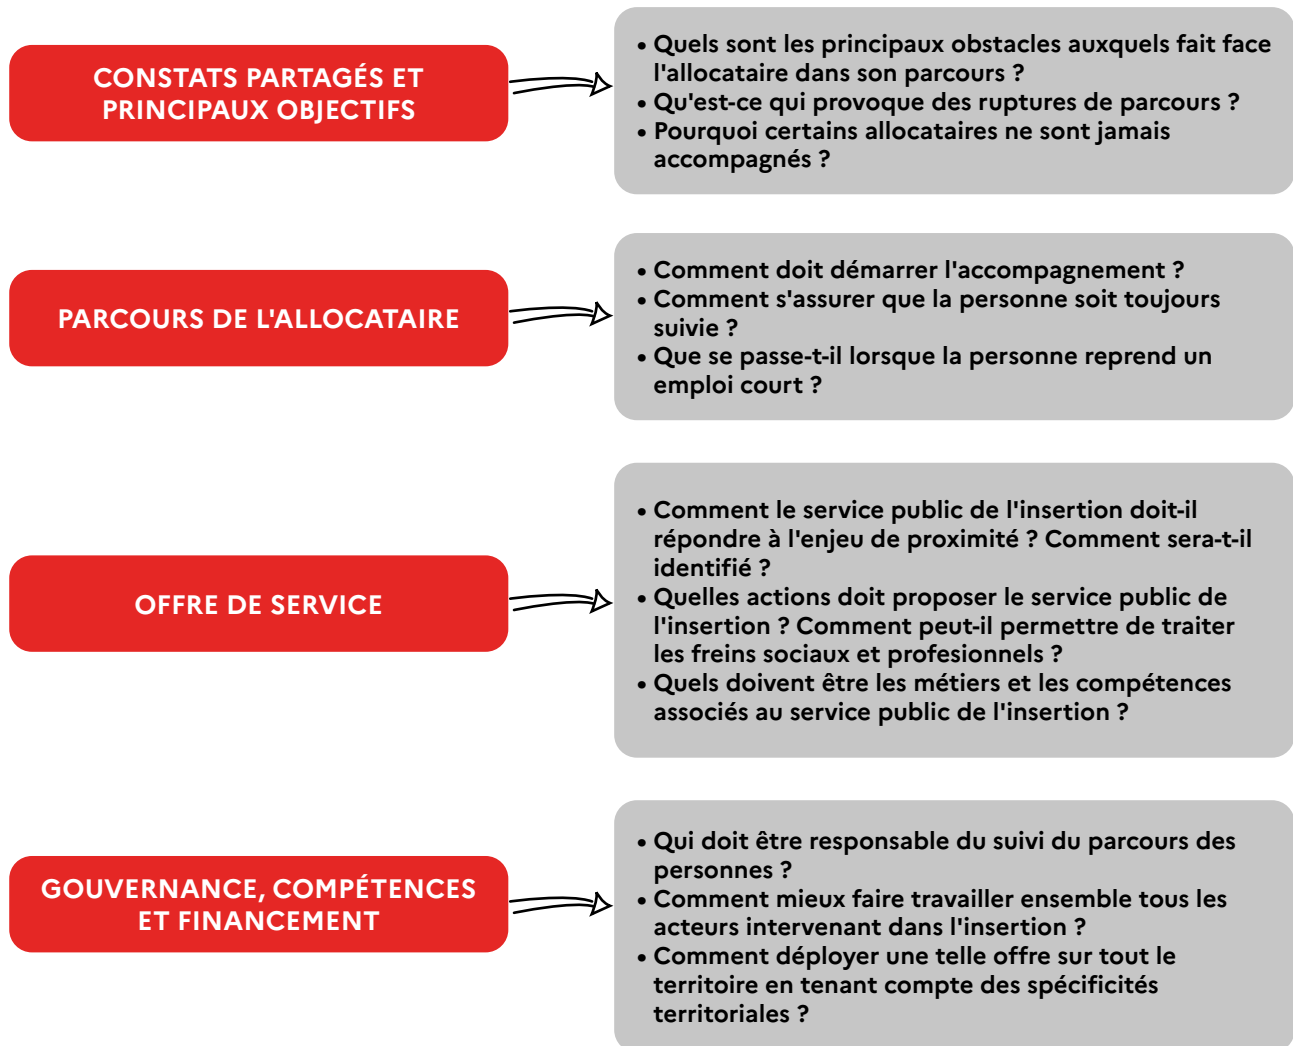 CONSTATS PARTAGÉS ET
PRINCIPAUX OBJECTIFS
• Quels sont les principaux obstacles auxquels fait face
l'allocataire dans son parcours ?
• Qu'est-ce qui provoque des ruptures de parcours ?
• Pourquoi certains allocataires ne sont jamais
accompagnés ?
PARCOURS DE L'ALLOCATAIRE
• Comment doit démarrer l'accompagnement ?
• Comment s'assurer que la personne soit toujours
suivie ?
• Que se passe-t-il lorsque la personne reprend un
emploi court ?
OFFRE DE SERVICE
• Comment le service public de l'insertion doit-il
répondre à l'enjeu de proximité ? Comment sera-t-il
identifié ?
• Quelles actions doit proposer le service public de
l'insertion ? Comment peut-il permettre de traiter
les freins sociaux et profesionnels ?
• Quels doivent être les métiers et les compétences
associés au service public de l'insertion ?
GOUVERNANCE, COMPÉTENCES
ET FINANCEMENT
• Qui doit être responsable du suivi du parcours des
personnes ?
• Comment mieux faire travailler ensemble tous les
acteurs intervenant dans l'insertion ?
• Comment déployer une telle offre sur tout le
territoire en tenant compte des spécificités
territoriales ?